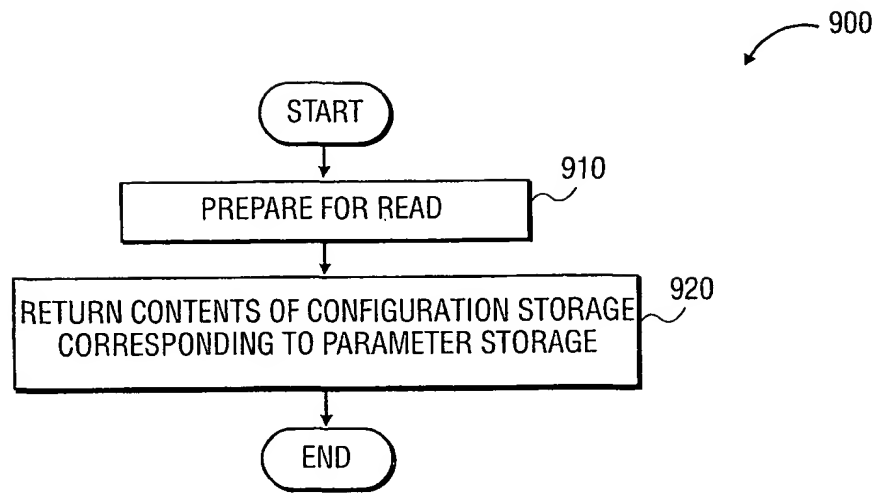 900
START
910
PREPARE FOR READ
920
RETURN CONTENTS OF CONFIGURATION STORAGE
CORRESPONDING TO PARAMETER STORAGE
END